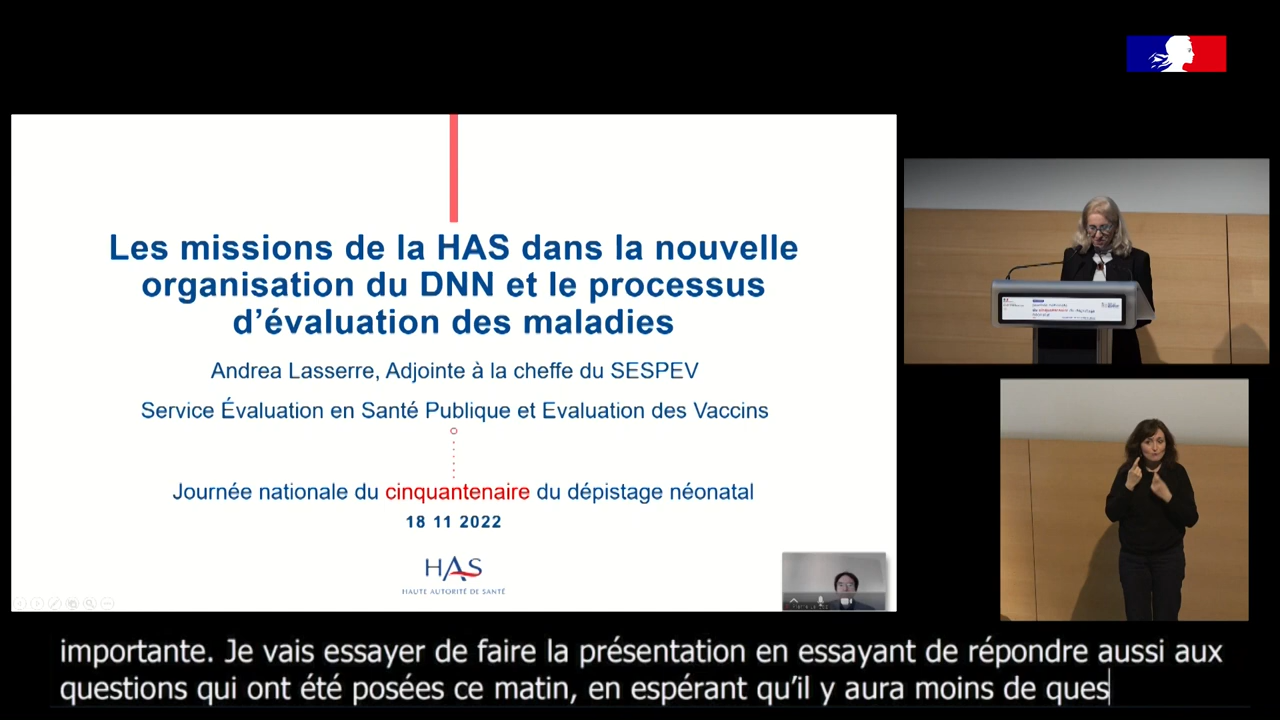 Les missions de la HAS dans la nouvelle
organisation du DNN et le processus
d'évaluation des maladies
Andrea Lasserre, Adjointe à la cheffe du SESPEV
Service Évaluation en Santé Publique et Evaluation des Vaccins
Journée nationale du cinquantenaire du dépistage néonatal
18 11 2022
HAS
HAUTE AUTORITÉ DE SANTÉ
importante. Je vais essayer de faire la présentation en essayant de répondre aussi aux
questions qui ont été posées ce matin, en espérant qu'il y aura moins de ques